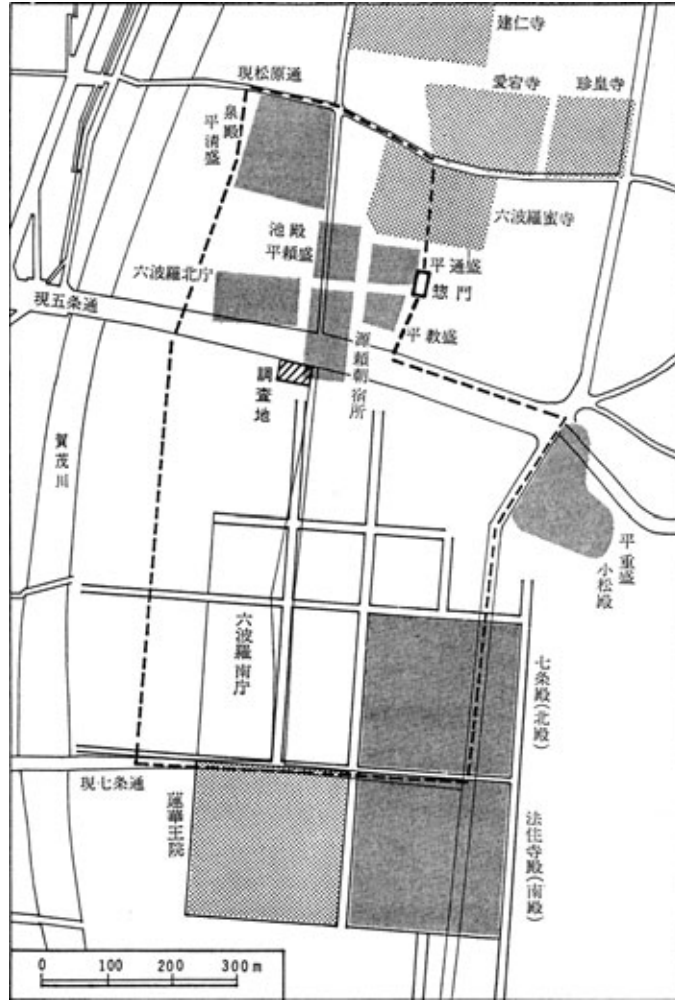 建仁寺
現松原通
愛宕寺
珍皇寺
泉殿
平清盛
六波羅蜜寺
池殿
平頼盛
平通盛
六波羅北庁
惣門
現五条通
平教盛
源頼朝宿所
調査地
賀茂川
平重盛
小松殿
六波羅南庁
七条殿(北殿)
現七条通
蓮華王院
法住寺殿(南殿)
0 100 200 300m